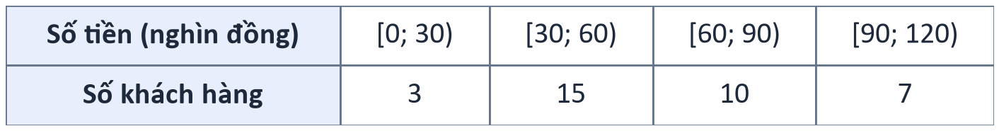 Số tiền (nghìn đồng) [0; 30) [30; 60) [60; 90) [90; 120)
Số khách hàng 3 15 10 7